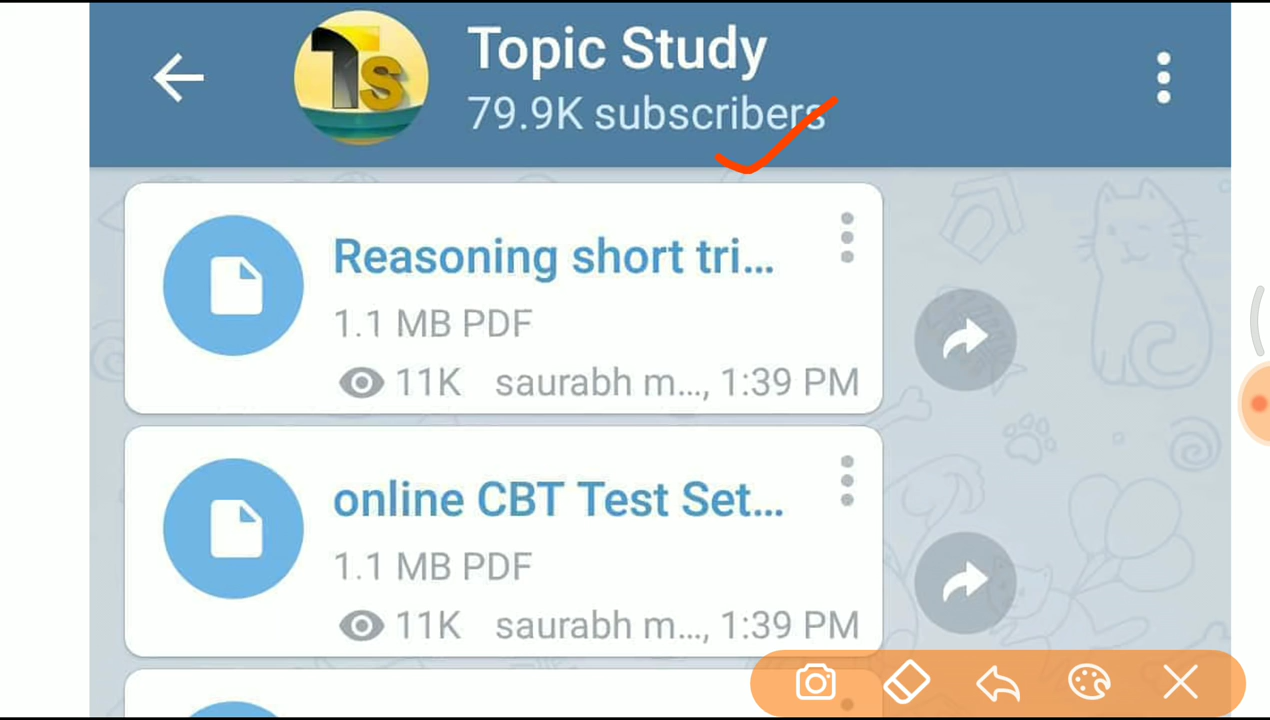 Ts
Topic Study
79.9K subscribers
Reasoning short tri...
1.1 MB PDF
11K saurabh m..., 1:39 PM
online CBT Test Set...
1.1 MB PDF
11K saurabh m..., 1:39 PM